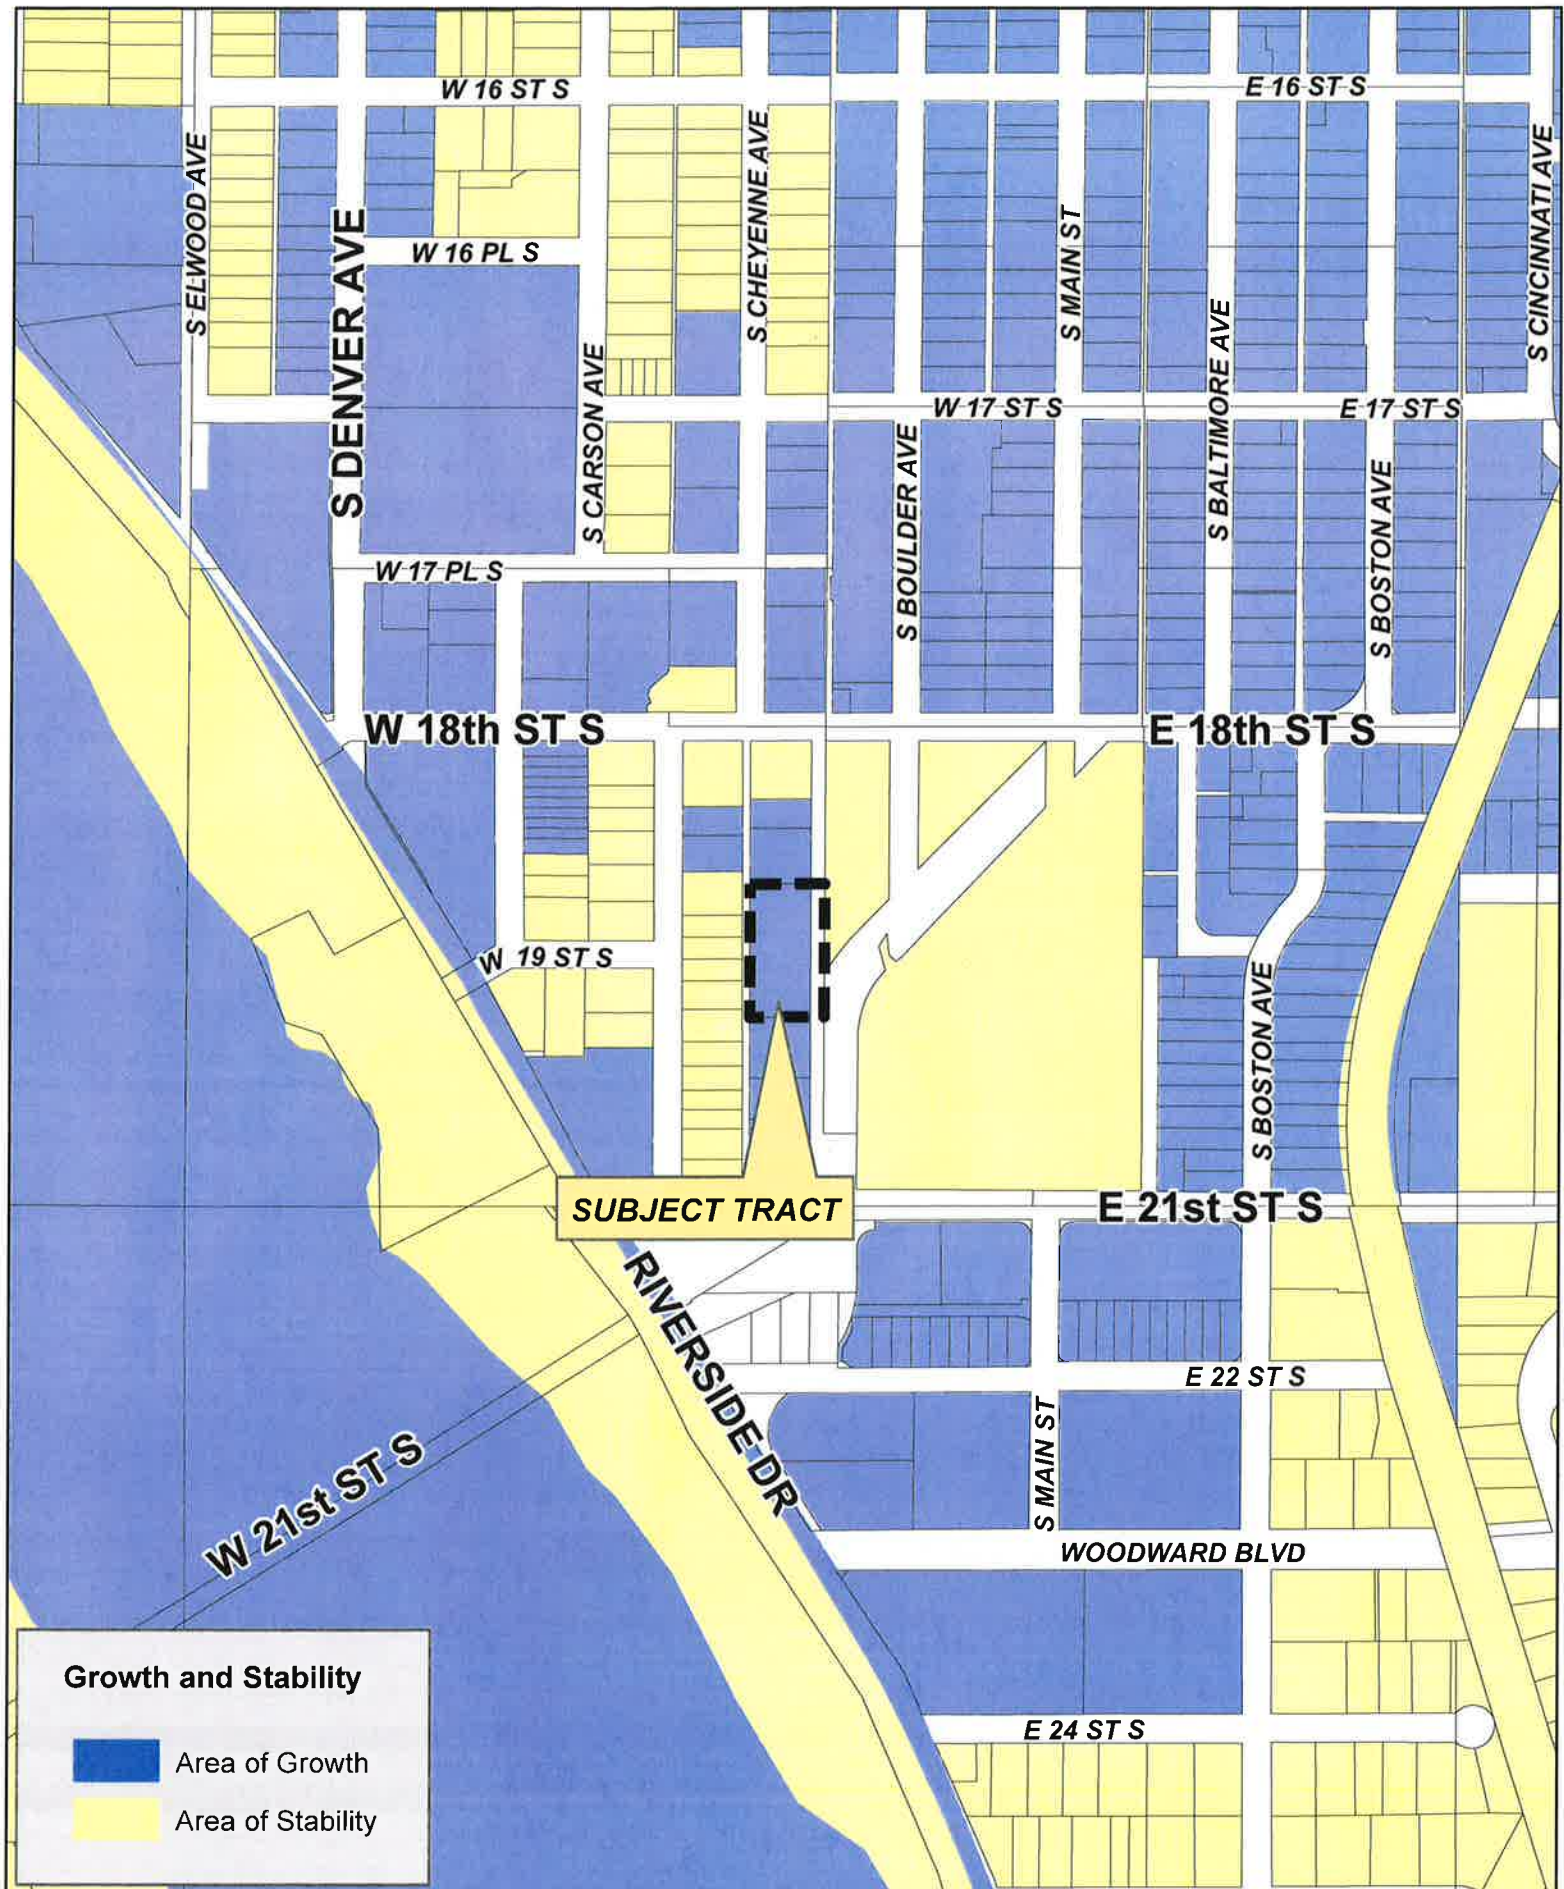 W 16 ST S
E 16 ST S
S ELWOOD AVE
S CHEYENNE AVE
S CINCINNATI AVE
S DENVER AVE
W 16 PL S
S MAIN ST
S BALTIMORE AVE
S CARSON AVE
W 17 ST S
E 17 ST S
S BOULDER AVE
S BOSTON AVE
W 17 PL S
W 18th ST S
E 18th ST S
W 19 ST S
S BOSTON AVE
SUBJECT TRACT
E 21st ST S
RIVERSIDE DR
E 22 ST S
S MAIN ST
W 21st ST S
WOODWARD BLVD
E 24 ST S
Growth and Stability
Area of Growth
Area of Stability